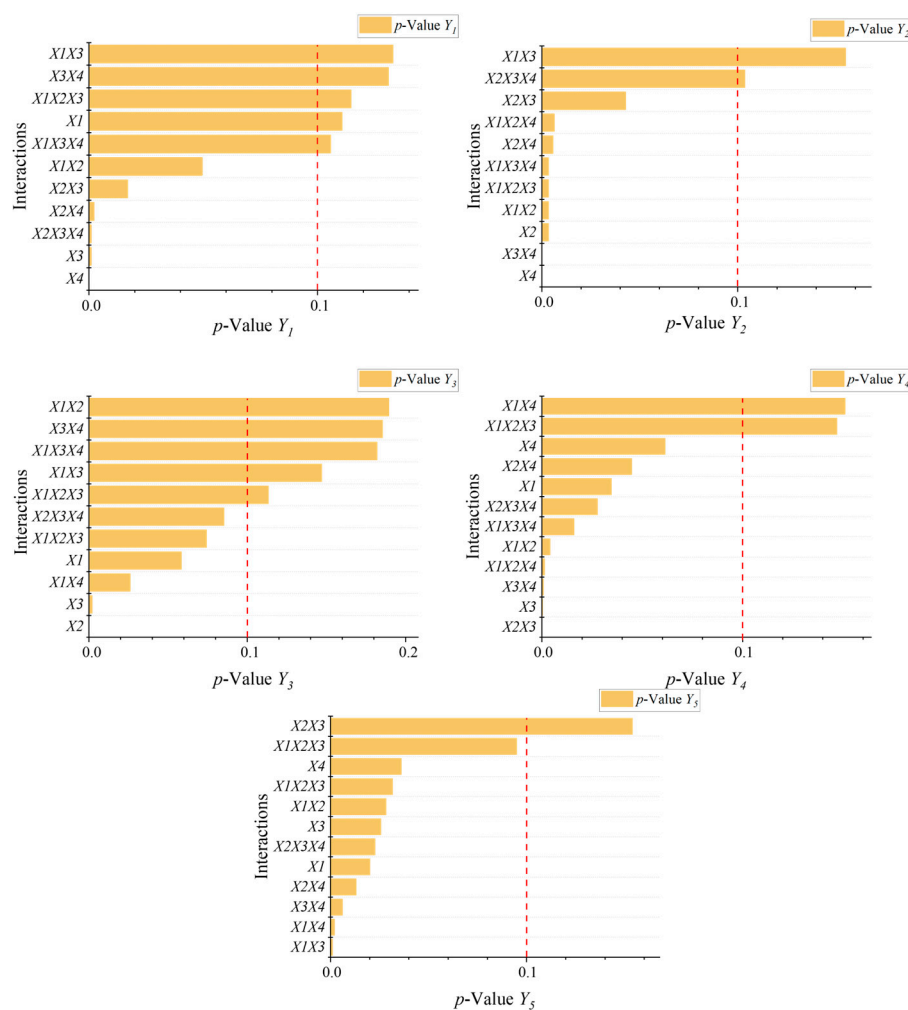 p-Value Y1
Interactions
X1X3
X3X4
X1X2X3
X1
X1X3X4
X1X2
X2X3
X2X4
X2X3X4
X3
X4
0.0
0.1
p-Value Y1
p-Value Y2
Interactions
X1X3
X2X3X4
X2X3
X1X2X4
X2X4
X1X3X4
X1X2X3
X1X2
X2
X3X4
X4
0.0
0.1
p-Value Y2
p-Value Y3
Interactions
X1X2
X3X4
X1X3X4
X1X3
X1X2X3
X2X3X4
X1X2X3
X1
X1X4
X3
X2
0.0
0.1
0.2
p-Value Y3
p-Value Y4
Interactions
X1X4
X1X2X3
X4
X2X4
X1
X2X3X4
X1X3X4
X1X2
X1X2X4
X3X4
X3
X2X3
0.0
0.1
p-Value Y4
p-Value Y5
Interactions
X2X3
X1X2X3
X4
X1X2X3
X1X2
X3
X2X3X4
X1
X2X4
X3X4
X1X4
X1X3
0.0
0.1
p-Value Y5